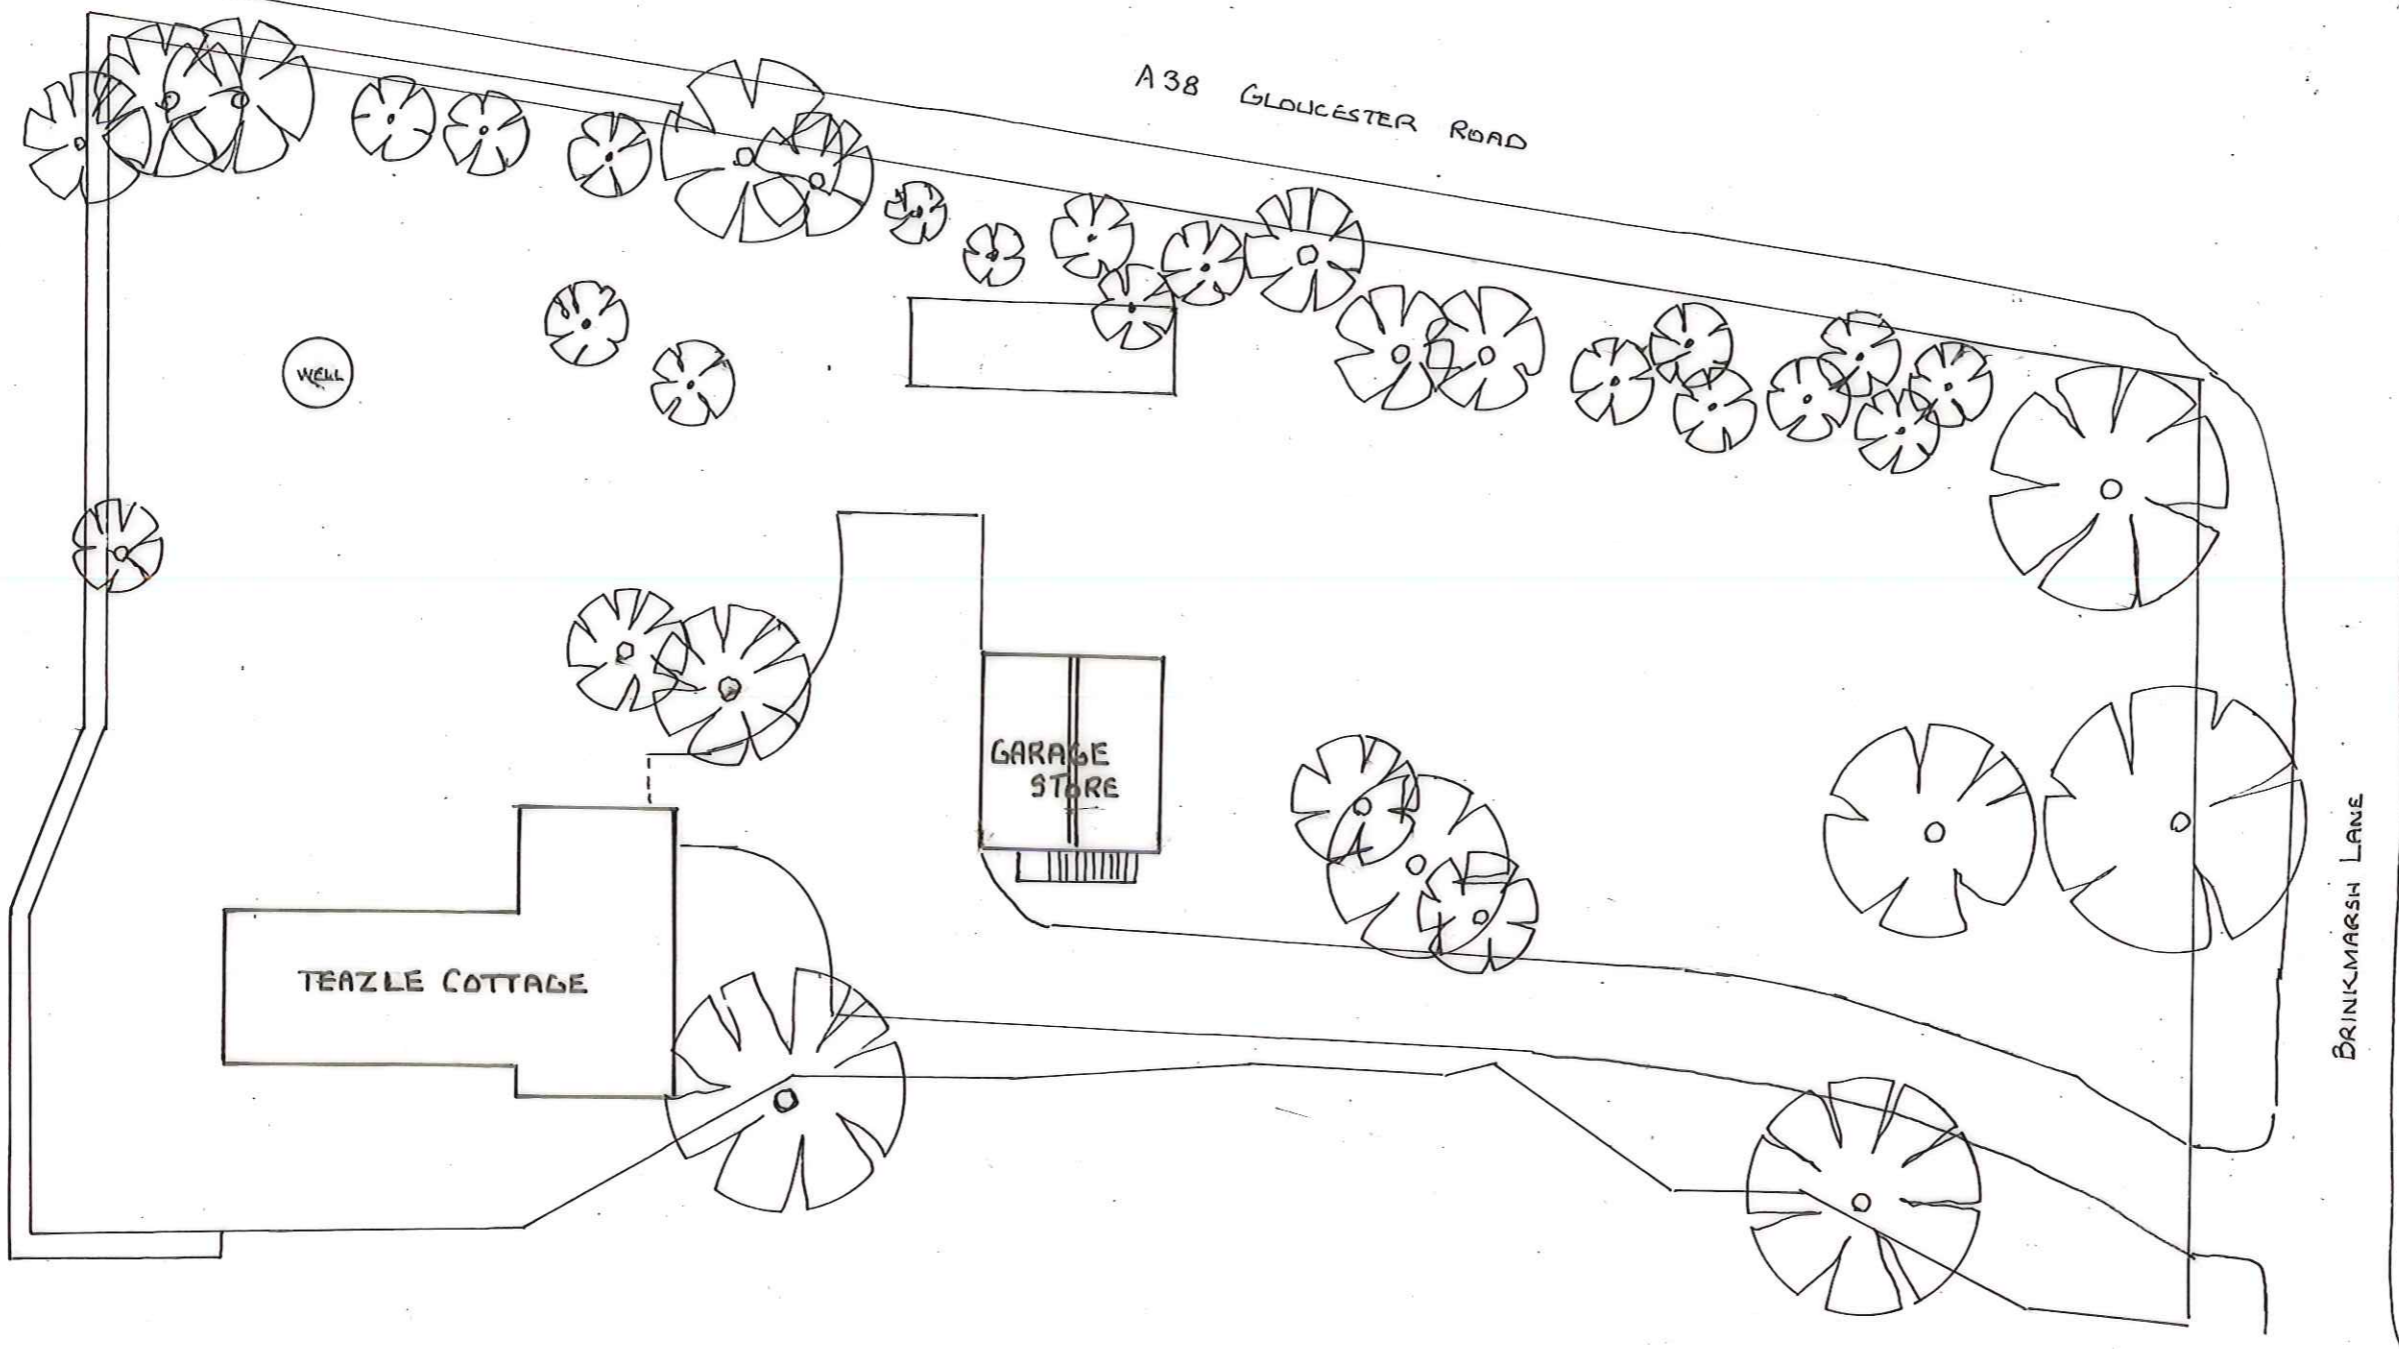 A38 GLOUCESTER ROAD
WELL
GARAGE
STORE
TEAZLE COTTAGE
BRINKMARSH LANE